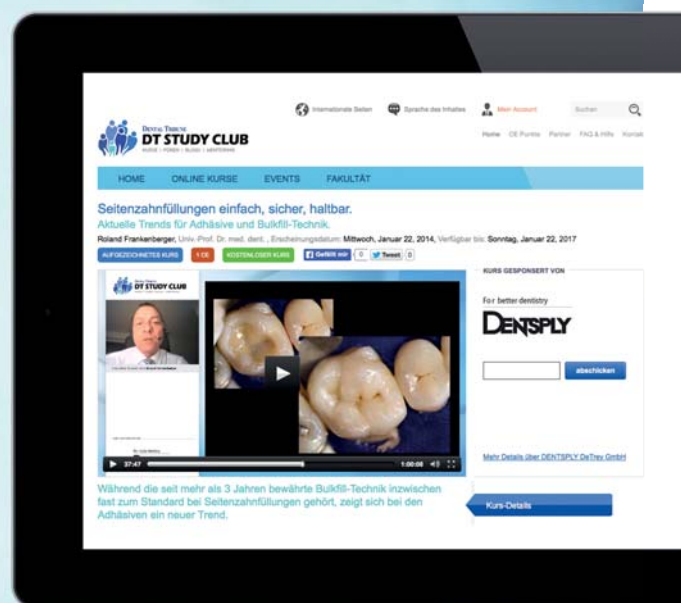 Internationale Seiten Sprache des Inhaltes Mein Account Suchen
DENTAL TRIBUNE
DT STUDY CLUB
Home CE Punkte Partner FAQ & Hilfe Kontakt
HOME ONLINE KURSE EVENTS FAKULTÄT
Seitenzahnfüllungen einfach, sicher, haltbar.
Aktuelle Trends für Adhäsive und Bulkfill-Technik.
Roland Frankenberger, Univ.-Prof. Dr. med. dent. , Erscheinungsdatum: Mittwoch, Januar 22, 2014, Verfügbar bis: Sonntag, Januar 22, 2017
AUFGEZEICHNETES KURS 1 CE KOSTENLOSER KURS Gefällt mir 0 Tweet 0
KURS GESPONSERT VON
DT STUDY CLUB
For better dentistry
DENTSPLY
abschicken
37:47 1:00:06
Mehr Details über DENTSPLY DeTrey GmbH
Während die seit mehr als 3 Jahren bewährte Bulkfill-Technik inzwischen
fast zum Standard bei Seitenzahnfüllungen gehört, zeigt sich bei den
Adhäsiven ein neuer Trend.
Kurs-Details